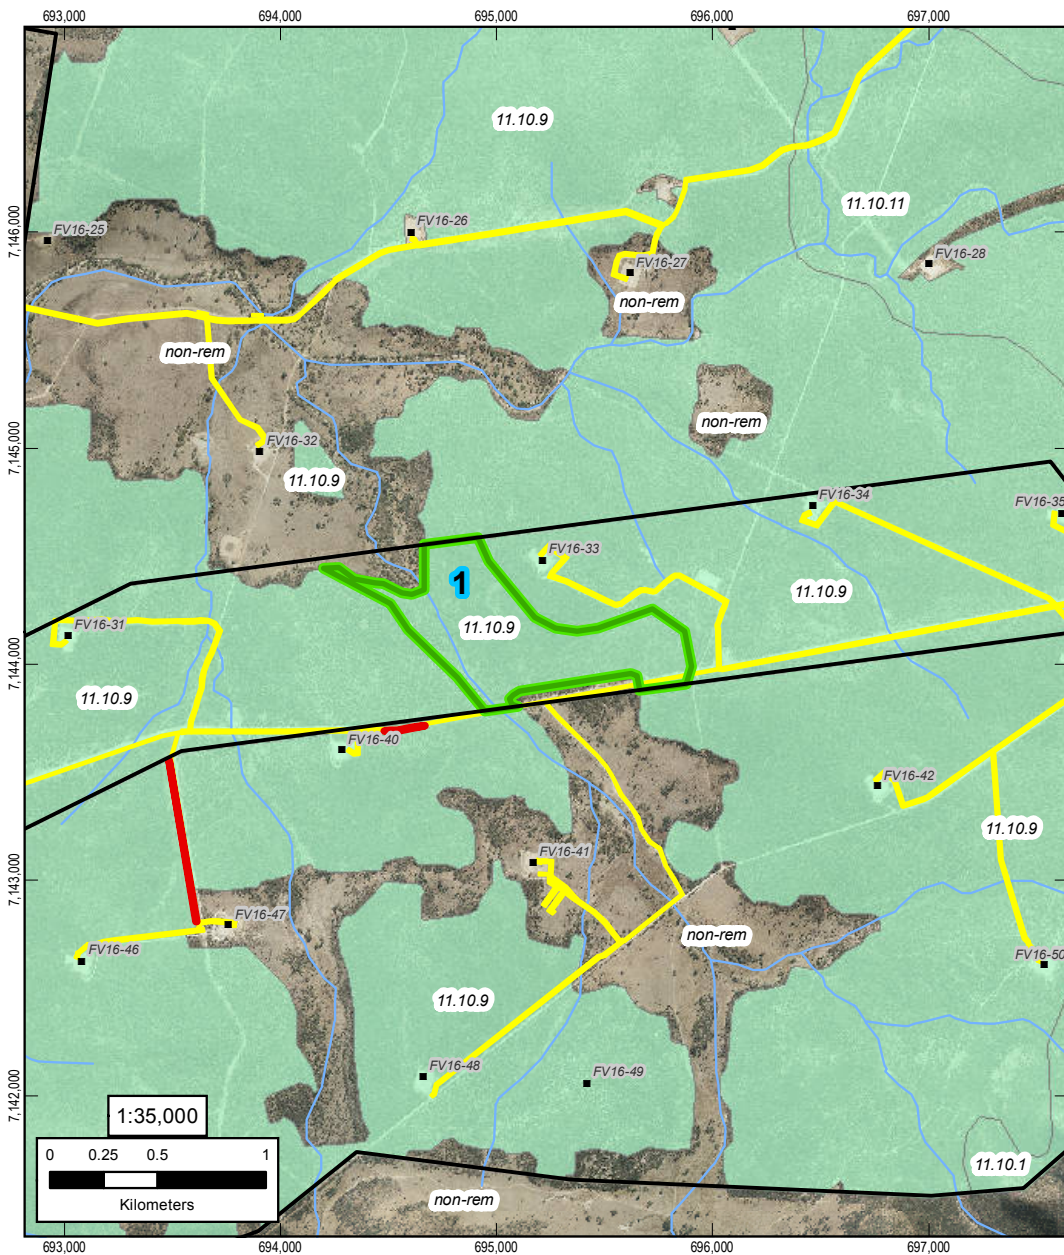 693,000 694,000 695,000 696,000 697,000
11.10.9
7,146,000
FV16-25
FV16-26
11.10.11
FV16-27
FV16-28
non-rem
non-rem
7,145,000
FV16-32
non-rem
11.10.9
FV16-34
FV16-35
FV16-33
1
11.10.9
11.10.9
FV16-31
7,144,000
11.10.9
FV16-40
FV16-42
11.10.9
FV16-41
7,143,000
FV16-47
non-rem
FV16-46
FV16-50
11.10.9
FV16-48
FV16-49
7,142,000
1:35,000
0 0.25 0.5 1
Kilometers
11.10.1
non-rem
693,000 694,000 695,000 696,000 697,000